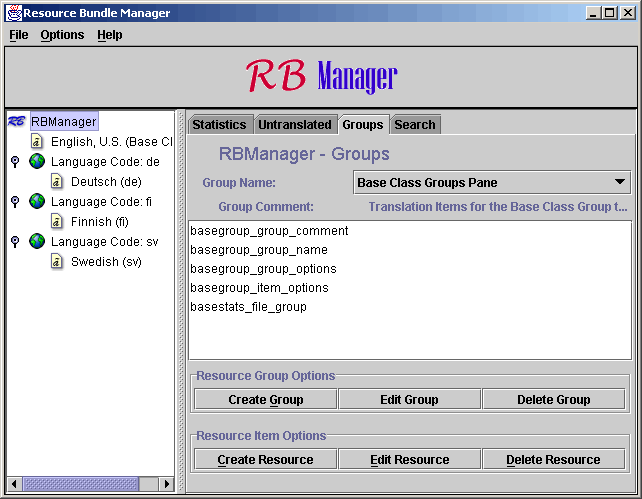 Resource Bundle Manager
File Options Help
RB Manager
RB RBManager
English, U.S. (Base Cl
Language Code: de
Deutsch (de)
Language Code: fi
Finnish (fi)
Language Code: sv
Swedish (sv)
Statistics Untranslated Groups Search
RBManager - Groups
Group Name: Base Class Groups Pane
Group Comment: Translation Items for the Base Class Group t...
basegroup_group_comment
basegroup_group_name
basegroup_group_options
basegroup_item_options
basestats_file_group
Resource Group Options
Create Group Edit Group Delete Group
Resource Item Options
Create Resource Edit Resource Delete Resource